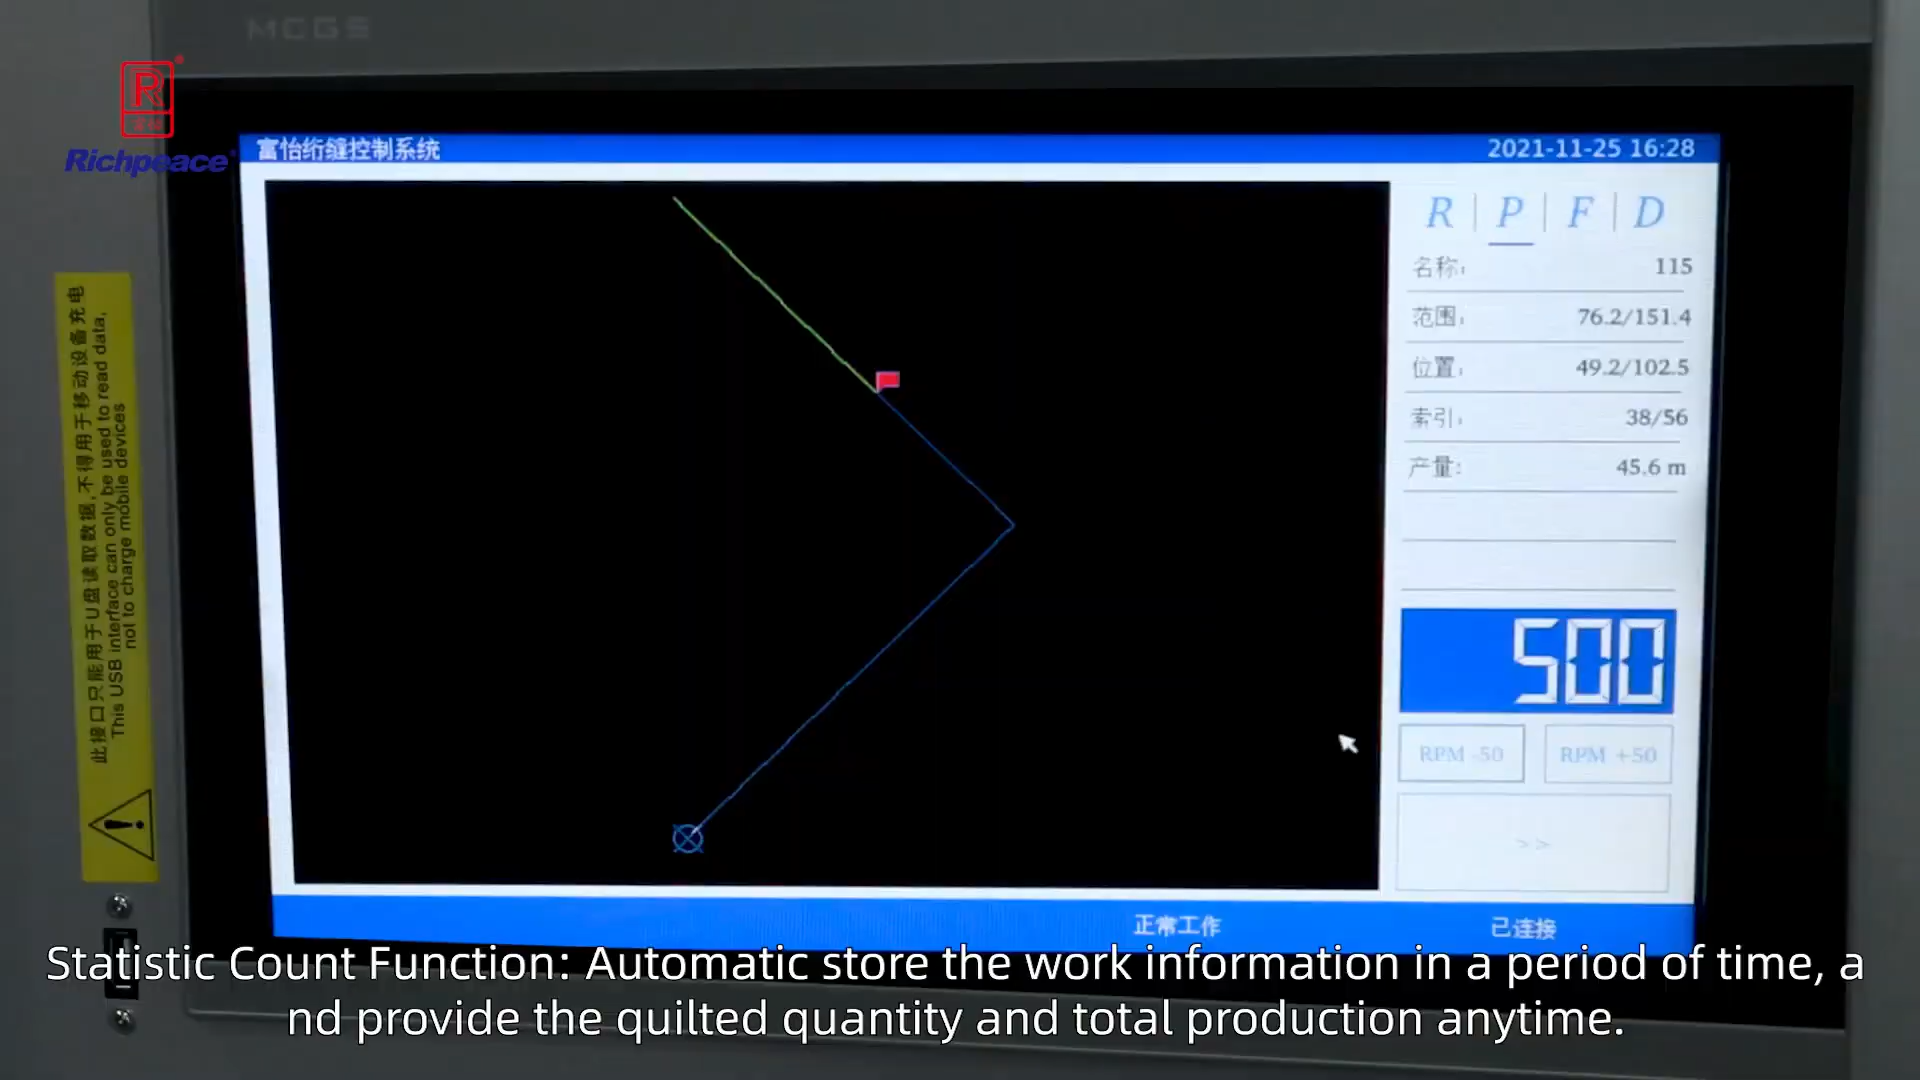 MCGS
R
®
富怡
Richpeace
富怡绗缝控制系统
2021-11-25 16:28
R | P | F | D
名称: 115
范围: 76.2/151.4
位置: 49.2/102.5
索引: 38/56
产量: 45.6 m
500
RPM -50
RPM +50
>>
正常工作
已连接
此接口只能用于U盘读取数据,不得用于移动设备充电
This USB interface can only be used to read data,
not to charge mobile devices
Statistic Count Function: Automatic store the work information in a period of time, a
nd provide the quilted quantity and total production anytime.